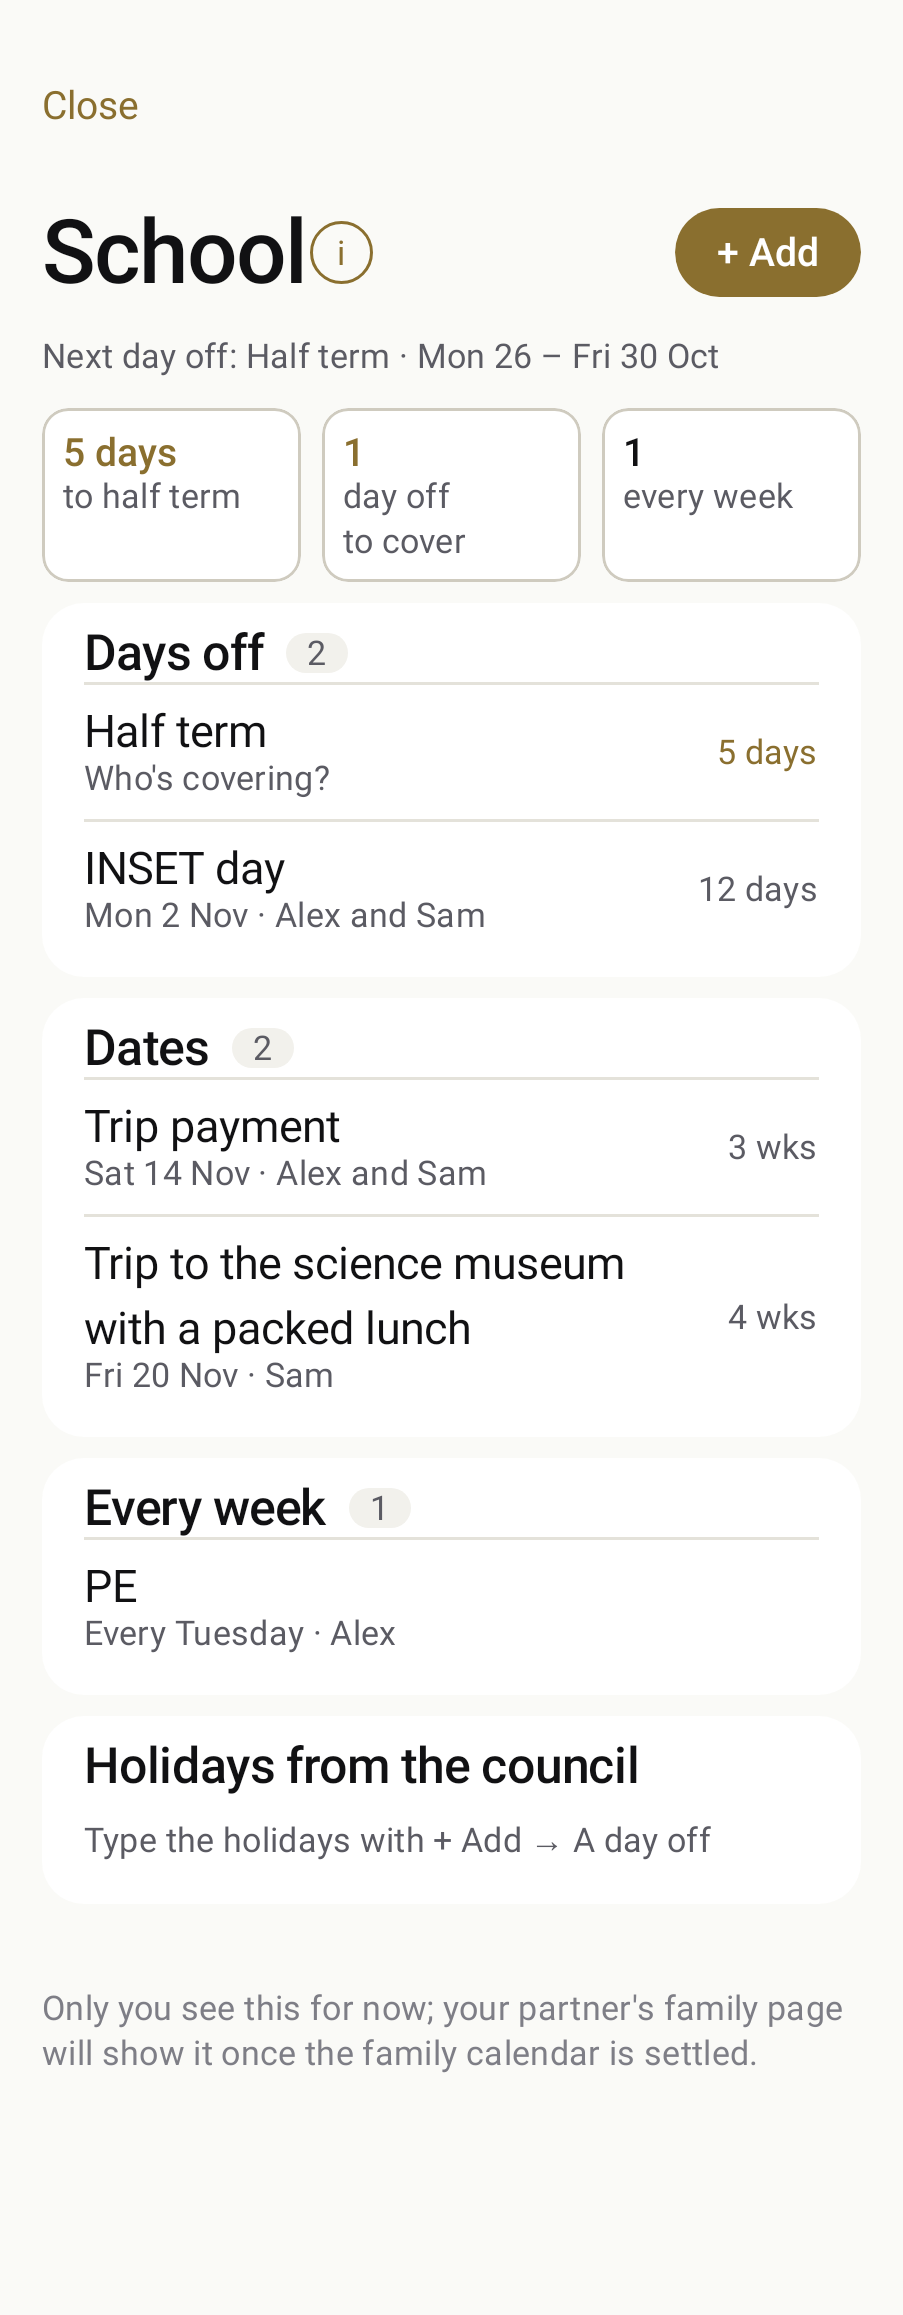 Close
School i
+ Add
Next day off: Half term · Mon 26 – Fri 30 Oct
5 days
to half term
1
day off
to cover
1
every week
Days off 2
Half term
Who's covering?
5 days
INSET day
Mon 2 Nov · Alex and Sam
12 days
Dates 2
Trip payment
Sat 14 Nov · Alex and Sam
3 wks
Trip to the science museum
with a packed lunch
Fri 20 Nov · Sam
4 wks
Every week 1
PE
Every Tuesday · Alex
Holidays from the council
Type the holidays with + Add → A day off
Only you see this for now; your partner's family page
will show it once the family calendar is settled.